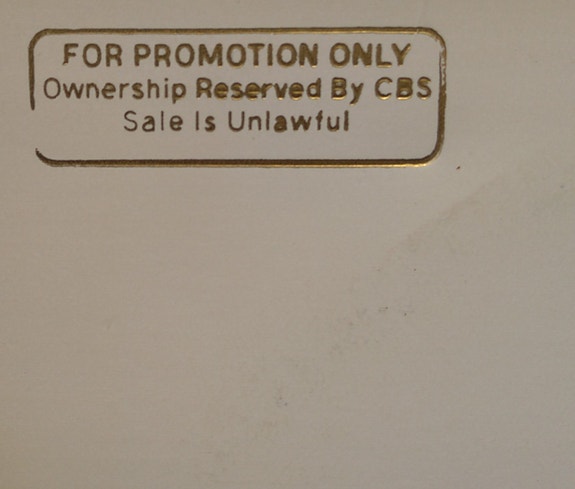 FOR PROMOTION ONLY
Ownership Reserved By CBS
Sale Is Unlawful